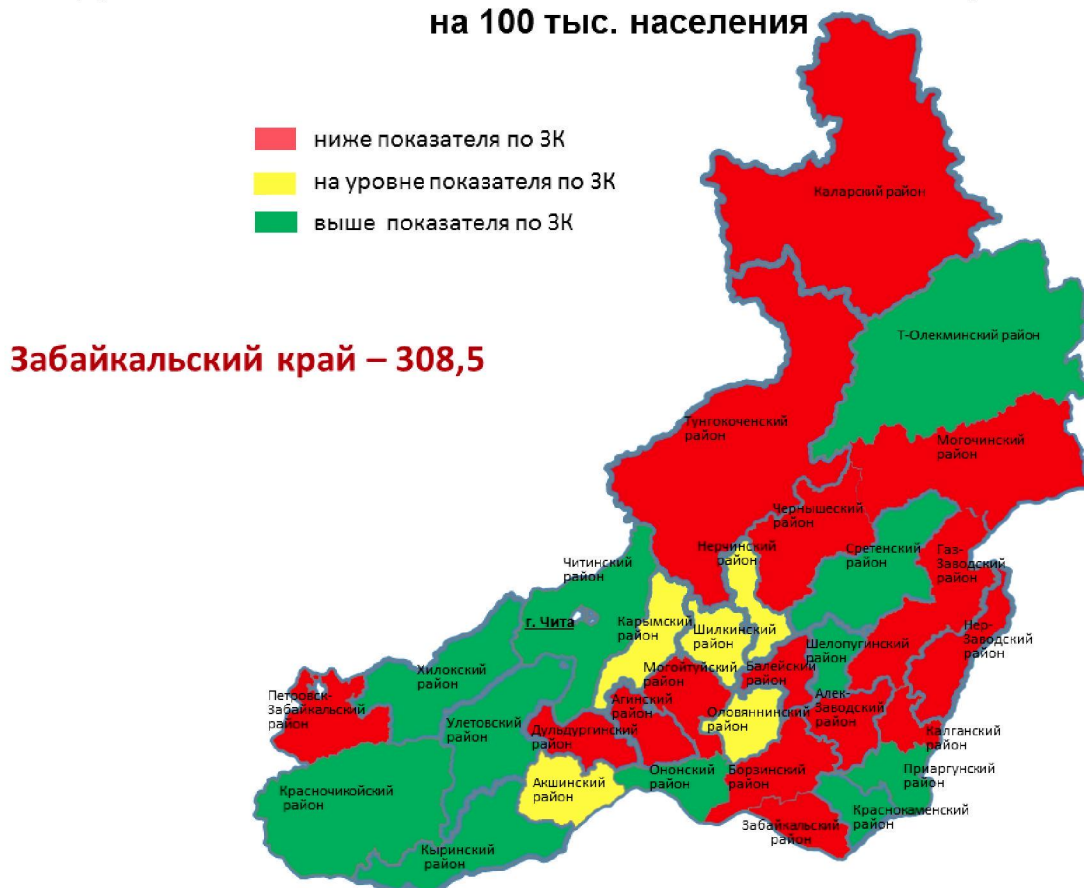 на 100 тыс. населения
ниже показателя по ЗК
на уровне показателя по ЗК
выше показателя по ЗК
Забайкальский край – 308,5
Каларский район
Т-Олекминский район
Тунгокоченский
район
Могочинский
район
Чернышеский
район
Нерчинский
район
Сретенский
район
Газ-
Заводский
район
Нер-
Заводский
район
Читинский
район
г. Чита
Карымский
район
Шилкинский
район
Шелопугинский
район
Могойтуйский
район
Балейский
район
Хилокский
район
Петровск-
Забайкальский
район
Улетовский
район
Агинский
район
Дульдургинский
район
Оловяннинский
район
Алек-
Заводский
район
Калганский
район
Приаргунский
район
Красночикойский
район
Акшинский
район
Ононский
район
Борзинский
район
Краснокаменский
район
Забайкальский
район
Кыринский
район